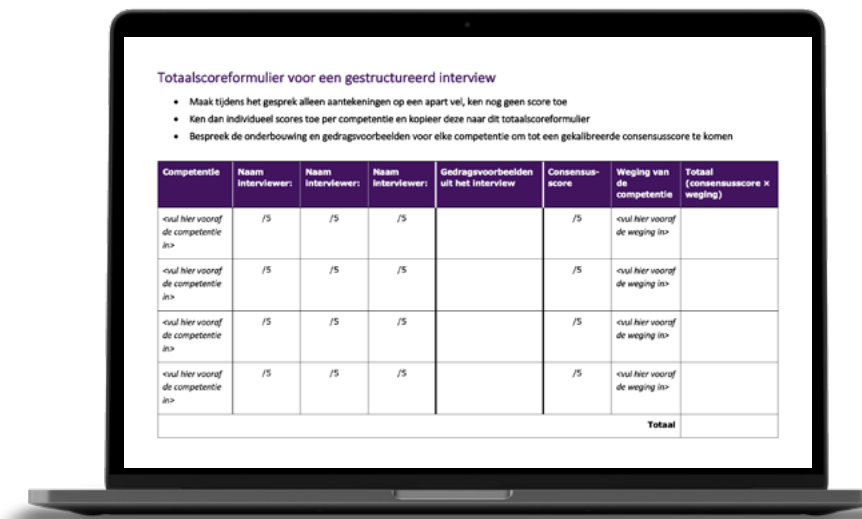 Totaalscoreformulier voor een gestructureerd interview
• Maak tijdens het gesprek alleen aantekeningen op een apart vel, ken nog geen score toe
• Ken dan individueel scores toe per competentie en kopieer deze naar dit totaalscoreformulier
• Bespreek de onderbouwing en gedragsvoorbeelden voor elke competentie om tot een gekalibreerde consensusscore te komen
Competentie
Naam
interviewer:
Naam
interviewer:
Naam
interviewer:
Gedragsvoorbeelden
uit het interview
Consensus-
score
Weging van
de
competentie
Totaal
(consensusscore ×
weging)
<vul hier vooraf
de competentie
in>
/5
/5
/5
/5
<vul hier vooraf
de weging in>
<vul hier vooraf
de competentie
in>
/5
/5
/5
/5
<vul hier vooraf
de weging in>
<vul hier vooraf
de competentie
in>
/5
/5
/5
/5
<vul hier vooraf
de weging in>
<vul hier vooraf
de competentie
in>
/5
/5
/5
/5
<vul hier vooraf
de weging in>
Totaal